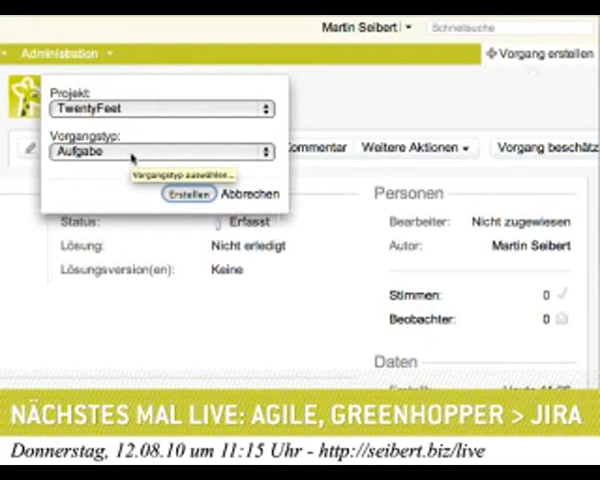 Martin Seibert
Schnellsuche
Administration
Vorgang erstellen
Projekt:
TwentyFeet
Vorgangstyp:
Aufgabe
Vorgangstyp auswählen...
Erstellen Abbrechen
Kommentar Weitere Aktionen Vorgang beschätz
Status: Erfasst
Lösung: Nicht erledigt
Lösungsversion(en): Keine
Personen
Bearbeiter: Nicht zugewiesen
Autor: Martin Seibert
Stimmen: 0
Beobachter: 0
Daten
NÄCHSTES MAL LIVE: AGILE, GREENHOPPER > JIRA
Donnerstag, 12.08.10 um 11:15 Uhr - http://seibert.biz/live